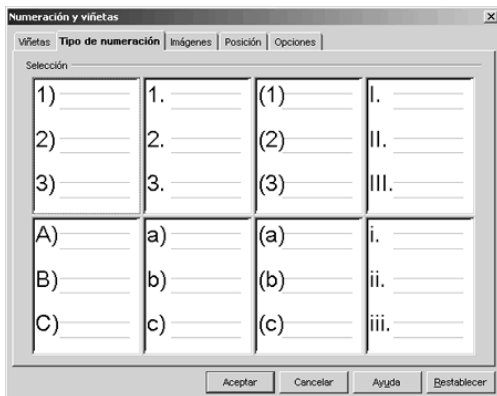 Numeración y viñetas
Viñetas Tipo de numeración Imágenes Posición Opciones
Selección
1) 1. (1) I.
2) 2. (2) II.
3) 3. (3) III.
A) a) (a) i.
B) b) (b) ii.
C) c) (c) iii.
Aceptar Cancelar Ayuda Restablecer